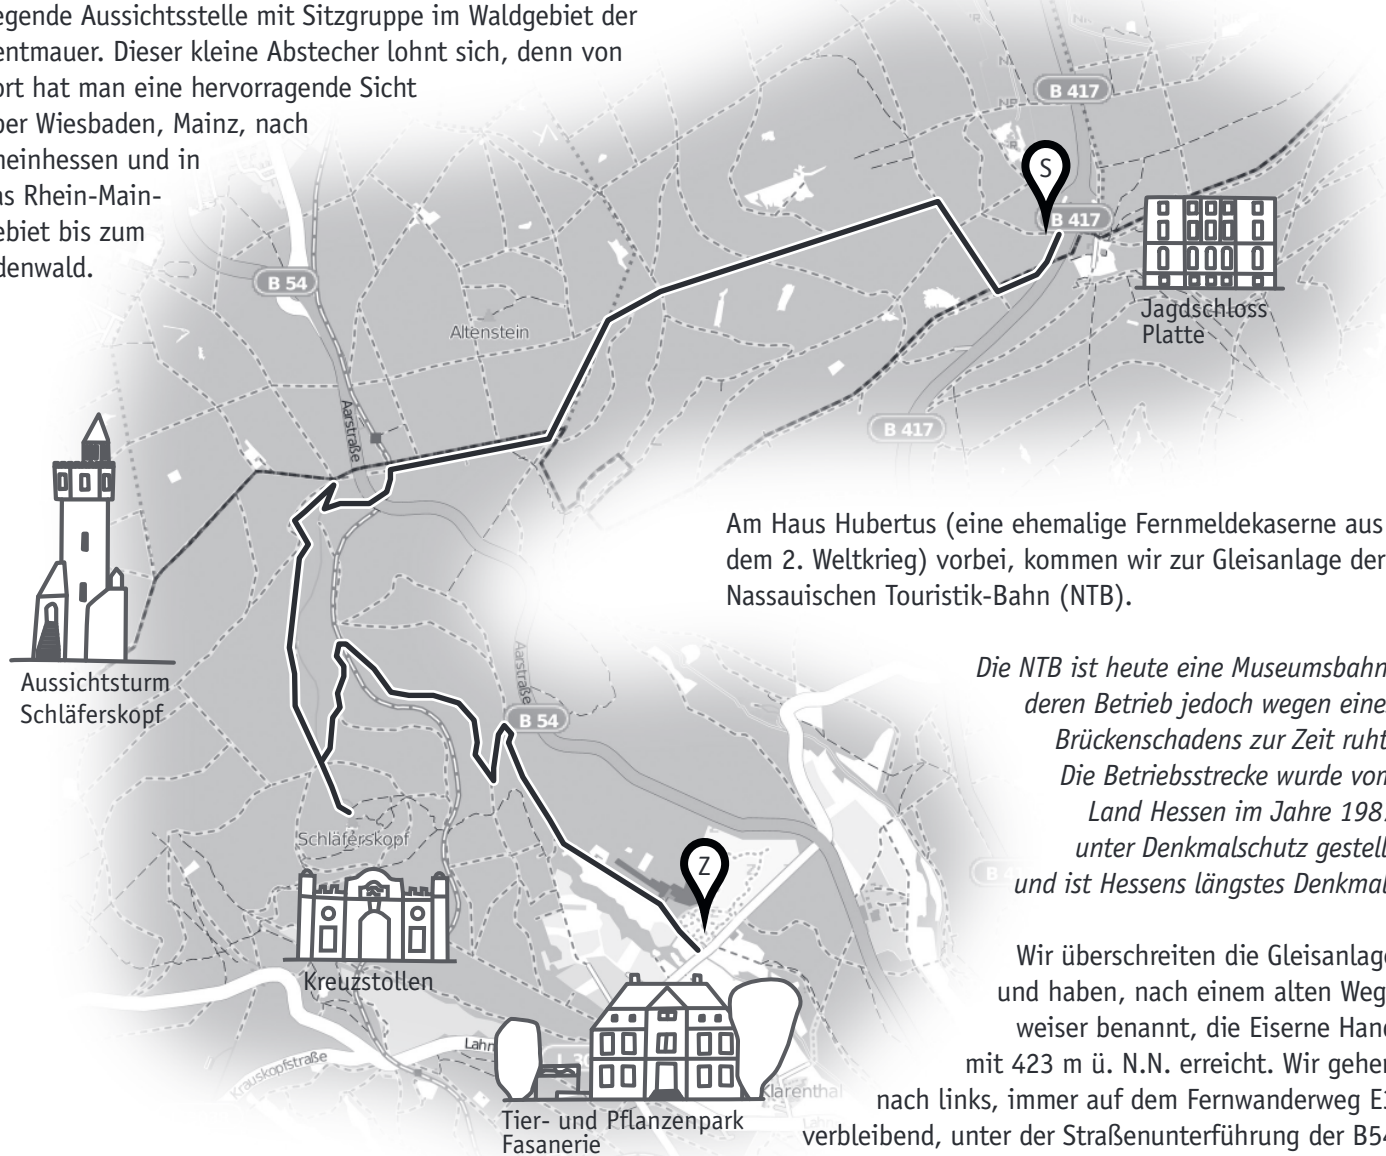 egende Aussichtsstelle mit Sitzgruppe im Waldgebiet der
entmauer. Dieser kleine Abstecher lohnt sich, denn von
ort hat man eine hervorragende Sicht
ber Wiesbaden, Mainz, nach
heinhessen und in
as Rhein-Main-
ebiet bis zum
denwald.
B 417
S
B 417
B 54
Altenstein
Jagdschloss
Platte
Aarstraße
B 417
Am Haus Hubertus (eine ehemalige Fernmeldekaserne aus
dem 2. Weltkrieg) vorbei, kommen wir zur Gleisanlage der
Nassauischen Touristik-Bahn (NTB).
Aussichtsturm
Schläferskopf
Aarstraße
B 54
Die NTB ist heute eine Museumsbahn
deren Betrieb jedoch wegen eine
Brückenschadens zur Zeit ruht
Die Betriebsstrecke wurde von
Land Hessen im Jahre 198
unter Denkmalschutz gestell
und ist Hessens längstes Denkmal
Schläferskopf
Z
Kreuzstollen
Wir überschreiten die Gleisanlage
und haben, nach einem alten Weg
weiser benannt, die Eiserne Hand
mit 423 m ü. N.N. erreicht. Wir gehen
nach links, immer auf dem Fernwanderweg E3
verbleibend, unter der Straßenunterführung der B54
Krauskopfstraße
Lahn
Klarenthal
Lahn
Tier- und Pflanzenpark
Fasanerie